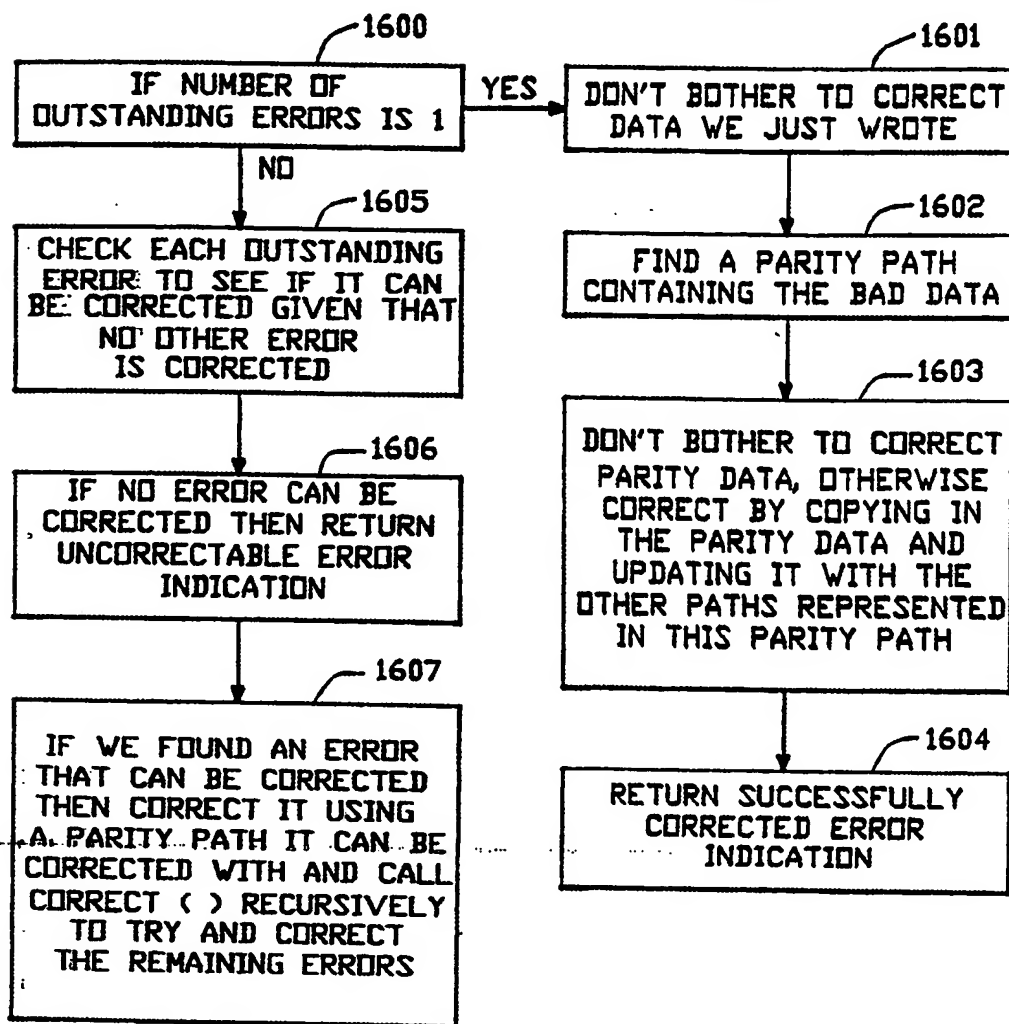 1600
IF NUMBER OF
OUTSTANDING ERRORS IS 1
YES
NO
1601
DON'T BOTHER TO CORRECT
DATA WE JUST WROTE
1602
FIND A PARITY PATH
CONTAINING THE BAD DATA
1603
DON'T BOTHER TO CORRECT
PARITY DATA, OTHERWISE
CORRECT BY COPYING IN
THE PARITY DATA AND
UPDATING IT WITH THE
OTHER PATHS REPRESENTED
IN THIS PARITY PATH
1604
RETURN SUCCESSFULLY
CORRECTED ERROR
INDICATION
1605
CHECK EACH OUTSTANDING
ERROR TO SEE IF IT CAN
BE CORRECTED GIVEN THAT
NO OTHER ERROR
IS CORRECTED
1606
IF NO ERROR CAN BE
CORRECTED THEN RETURN
UNCORRECTABLE ERROR
INDICATION
1607
IF WE FOUND AN ERROR
THAT CAN BE CORRECTED
THEN CORRECT IT USING
A PARITY PATH IT CAN BE
CORRECTED WITH AND CALL
CORRECT ( ) RECURSIVELY
TO TRY AND CORRECT
THE REMAINING ERRORS